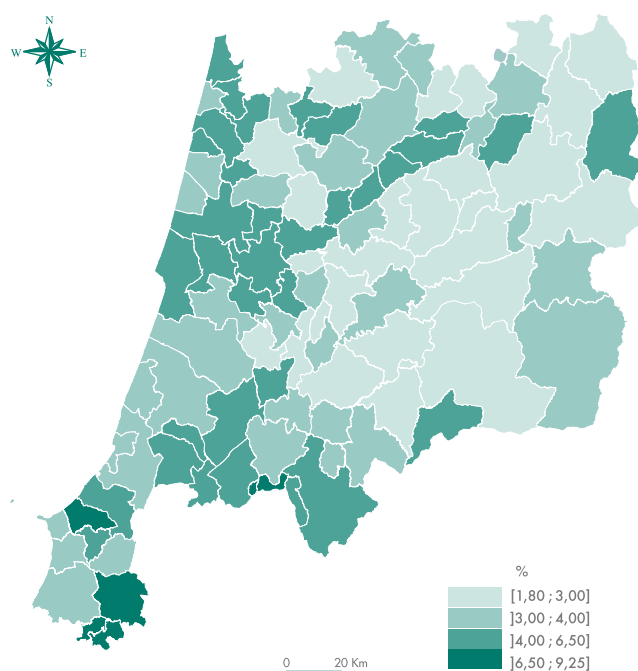 N
W E
S
%
[1,80 ; 3,00]
]3,00 ; 4,00]
]4,00 ; 6,50]
]6,50 ; 9,25]
0 20 Km